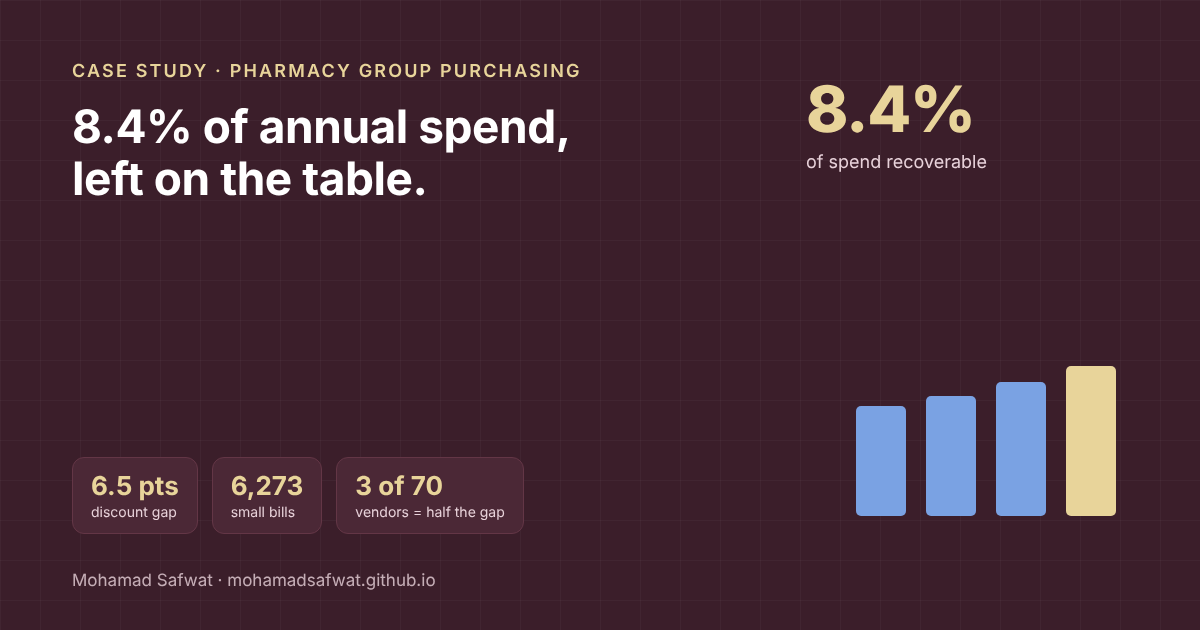 CASE STUDY · PHARMACY GROUP PURCHASING
8.4% of annual spend,
left on the table.
8.4%
of spend recoverable
6.5 pts
discount gap
6,273
small bills
3 of 70
vendors = half the gap
Mohamad Safwat · mohamadsafwat.github.io